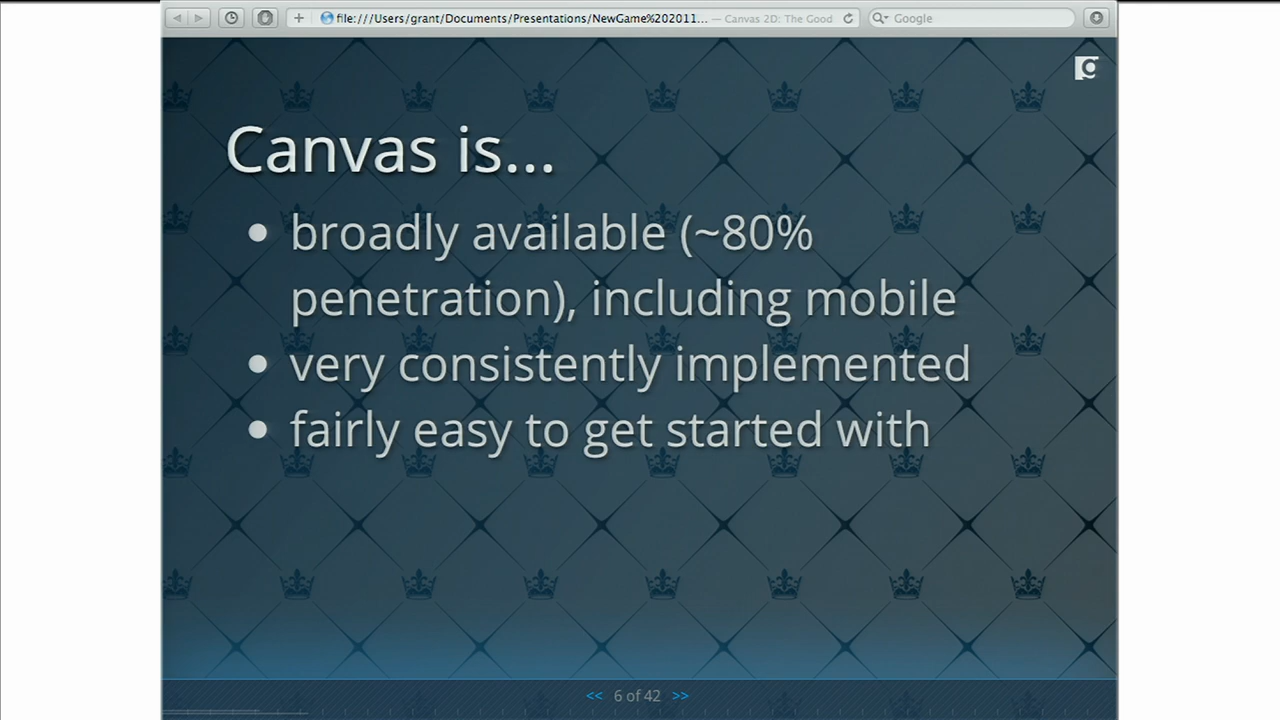 file:///Users/grant/Documents/Presentations/NewGame%202011... — Canvas 2D: The Good
Google
g
Canvas is...
• broadly available (~80%
penetration), including mobile
• very consistently implemented
• fairly easy to get started with
<< 6 of 42 >>